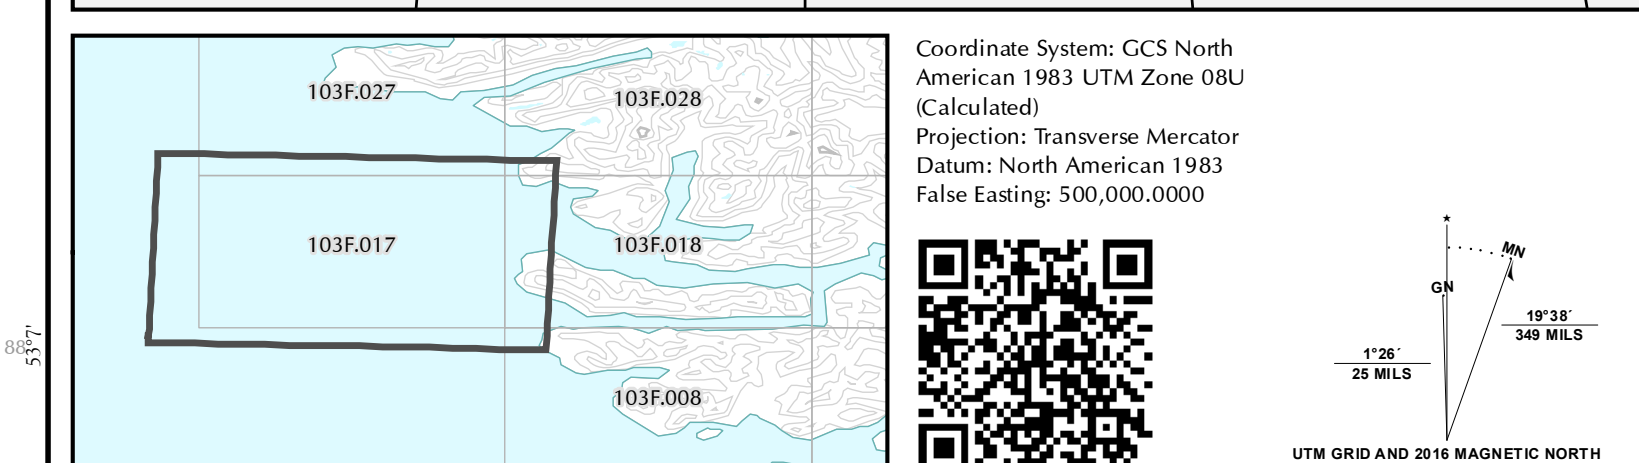 103F.027
103F.028
103F.017
103F.018
103F.008
88
53°7'
Coordinate System: GCS North
American 1983 UTM Zone 08U
(Calculated)
Projection: Transverse Mercator
Datum: North American 1983
False Easting: 500,000.0000
MN
GN
19°38´
349 MILS
1°26´
25 MILS
UTM GRID AND 2016 MAGNETIC NORTH